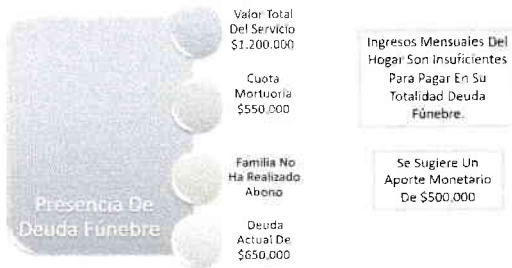 Valor Total
Del Servicio
$1.200.000
Cuota
Mortuoria
$550.000
Familia No
Ha Realizado
Abono
Deuda
Actual De
$650.000
Presencia De
Deuda Fúnebre
Ingresos Mensuales Del
Hogar Son Insuficientes
Para Pagar En Su
Totalidad Deuda
Fúnebre.
Se Sugiere Un
Aporte Monetario
De $500.000